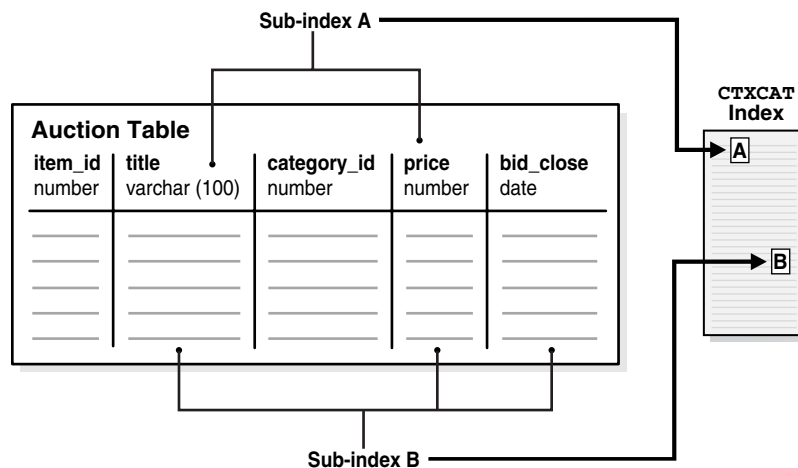 Sub-index A
CTXCAT
Index
Auction Table
item_id title category_id price bid_close
number varchar (100) number number date
A
B
Sub-index B